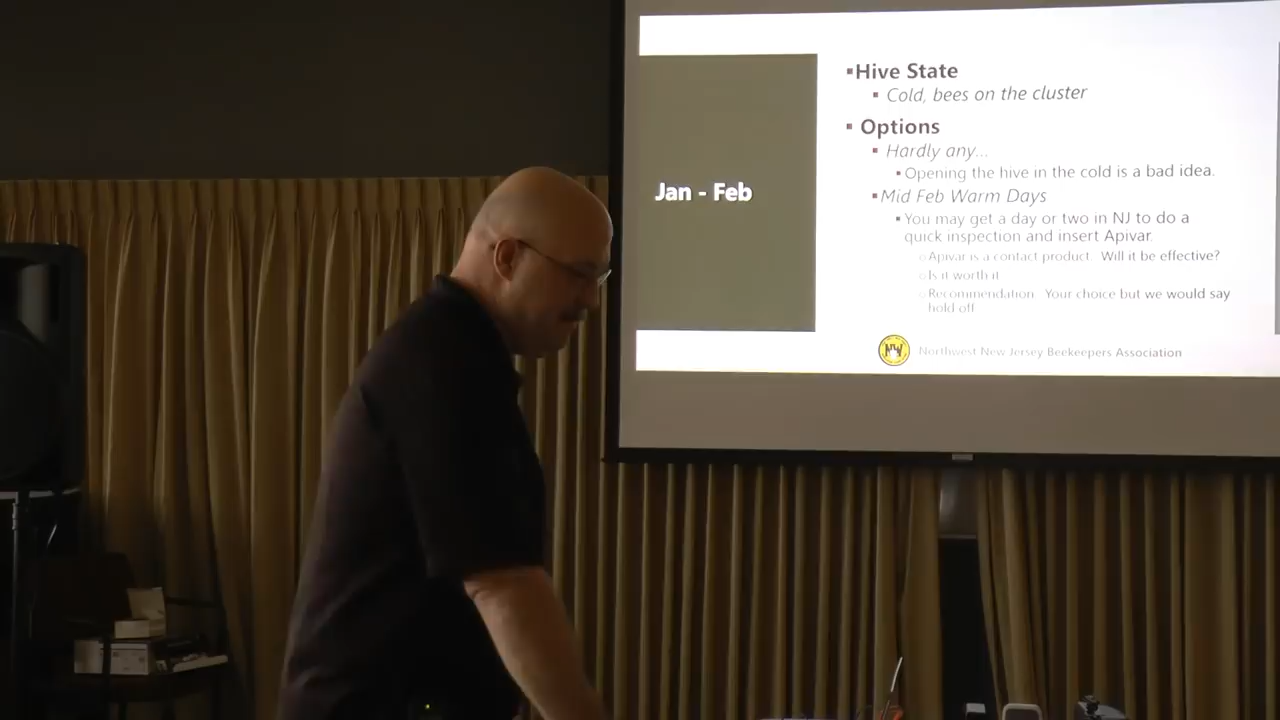 Jan - Feb
Hive State
Cold, bees on the cluster
Options
Hardly any...
Opening the hive in the cold is a bad idea.
Mid Feb Warm Days
You may get a day or two in NJ to do a
quick inspection and insert Apivar.
Apivar is a contact product. Will it be effective?
Is it worth it
Recommendation. Your choice but we would say
hold off
NW
Northwest New Jersey Beekeepers Association